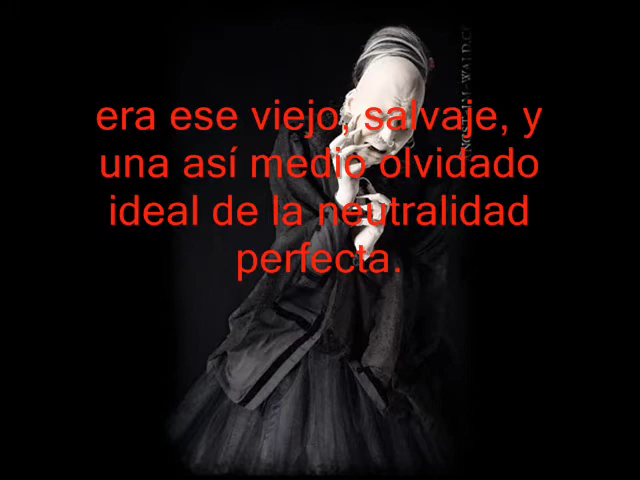 era ese viejo, salvaje, y
una así medio olvidado
ideal de la neutralidad
perfecta.